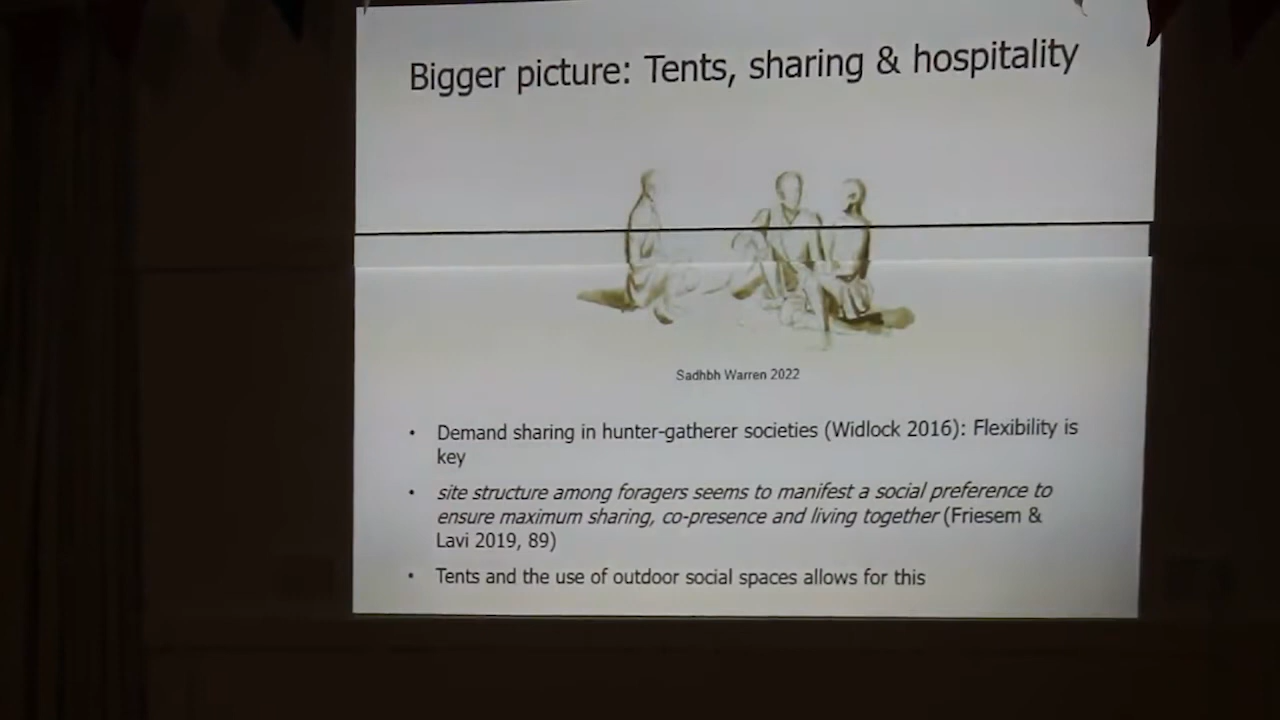 Bigger picture: Tents, sharing & hospitality
Sadhbh Warren 2022
• Demand sharing in hunter-gatherer societies (Widlock 2016): Flexibility is
key
• site structure among foragers seems to manifest a social preference to
ensure maximum sharing, co-presence and living together (Friesem &
Lavi 2019, 89)
• Tents and the use of outdoor social spaces allows for this